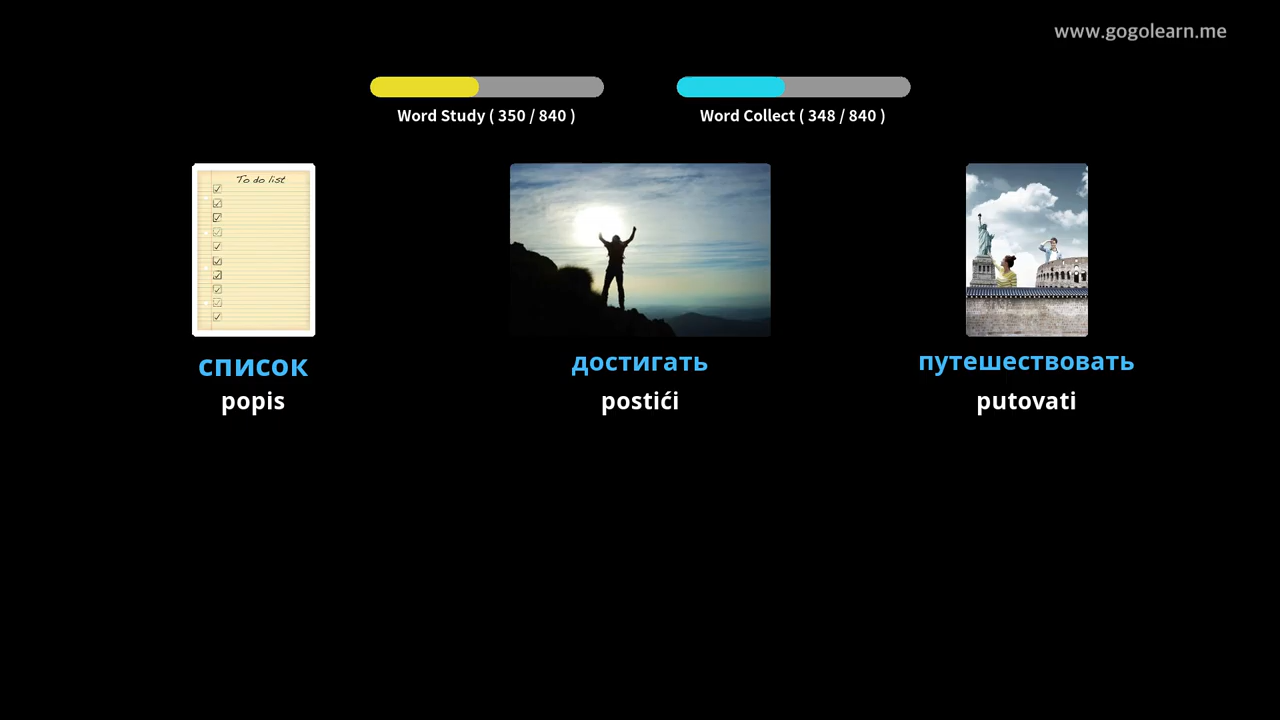 www.gogolearn.me
Word Study ( 350 / 840 )
Word Collect ( 348 / 840 )
To do list
список
достигать
путешествовать
popis
postići
putovati